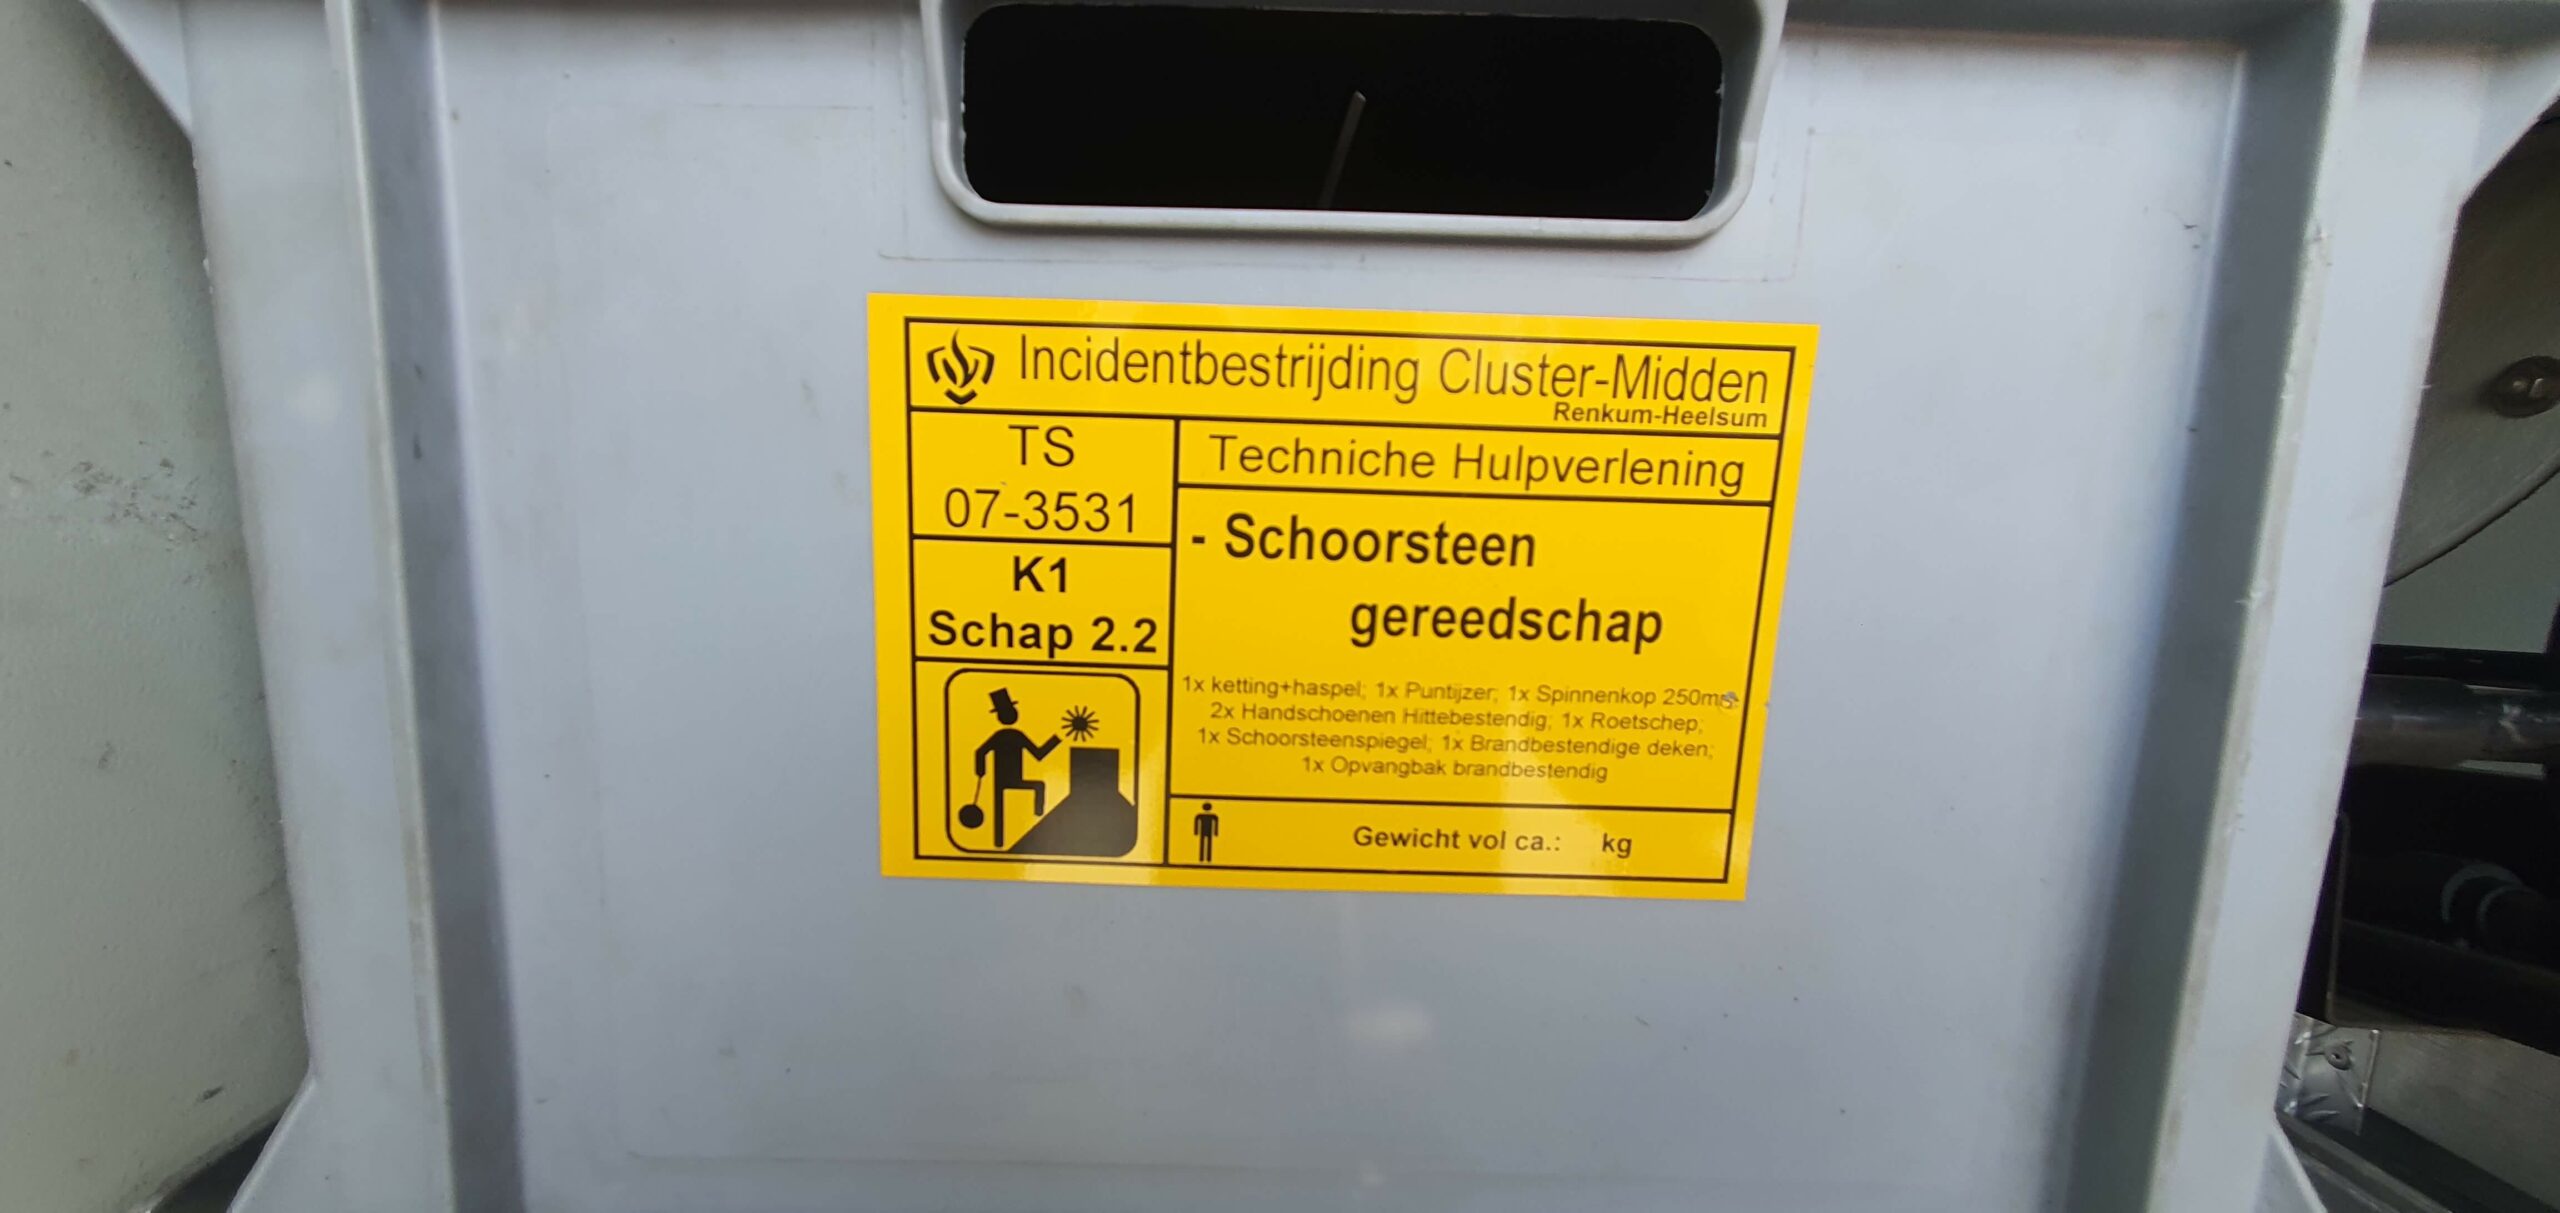 Incidentbestrijding Cluster-Midden
Renkum-Heelsum
TS
07-3531
K1
Schap 2.2
Techniche Hulpverlening
- Schoorsteen
gereedschap
1x ketting+haspel; 1x Puntijzer; 1x Spinnenkop 250mm;
2x Handschoenen Hittebestendig; 1x Roetschep;
1x Schoorsteenspiegel; 1x Brandbestendige deken;
1x Opvangbak brandbestendig
Gewicht vol ca.: kg